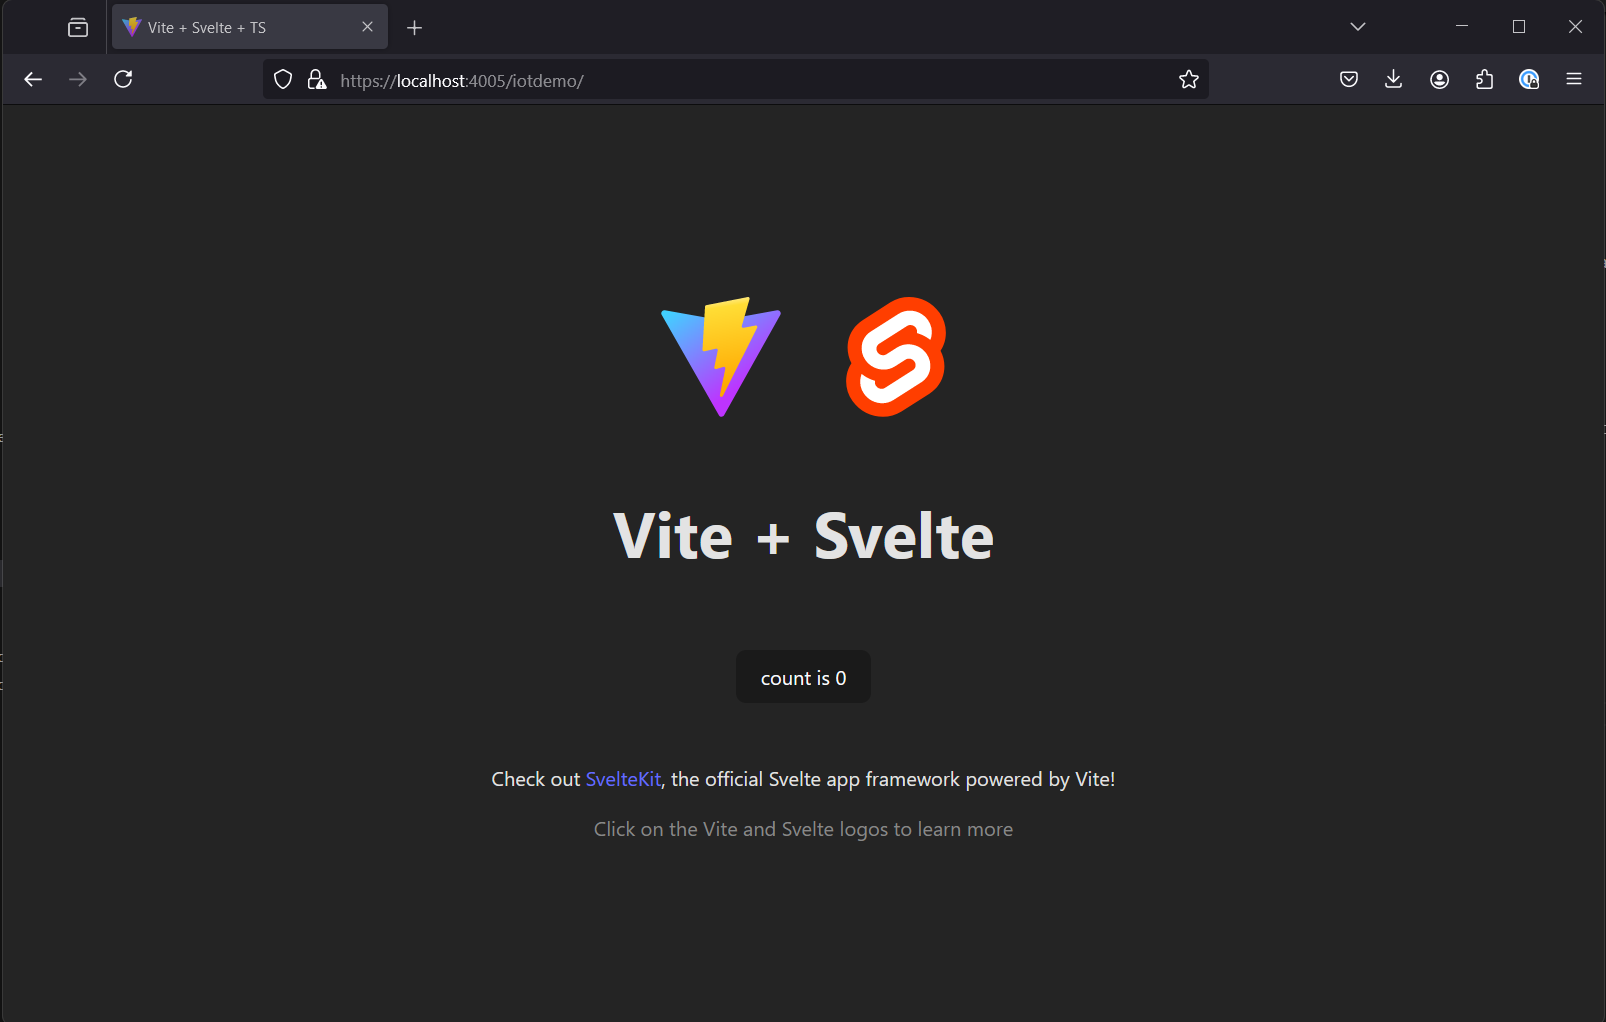 Vite + Svelte + TS
https://localhost:4005/iotdemo/
Vite + Svelte
count is 0
Check out SvelteKit, the official Svelte app framework powered by Vite!
Click on the Vite and Svelte logos to learn more